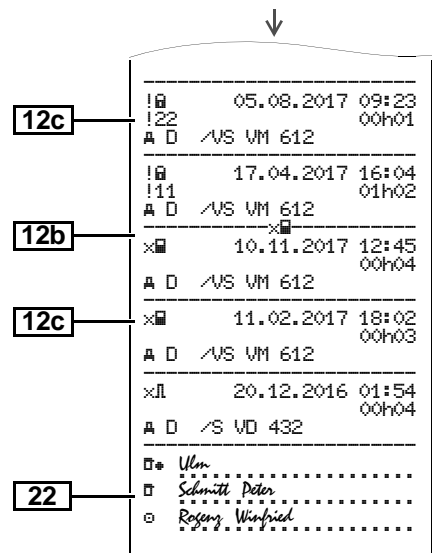 !🔒 05.08.2017 09:23
12c
!22 00h01
D /VS VM 612
!🔒 17.04.2017 16:04
!11 01h02
D /VS VM 612
12b
x 10.11.2017 12:45
00h04
D /VS VM 612
12c
x 11.02.2017 18:02
00h03
D /VS VM 612
x 20.12.2016 01:54
00h04
D /S VD 432
Ulm
22
Schmitt Peter
Rogenz Winfried